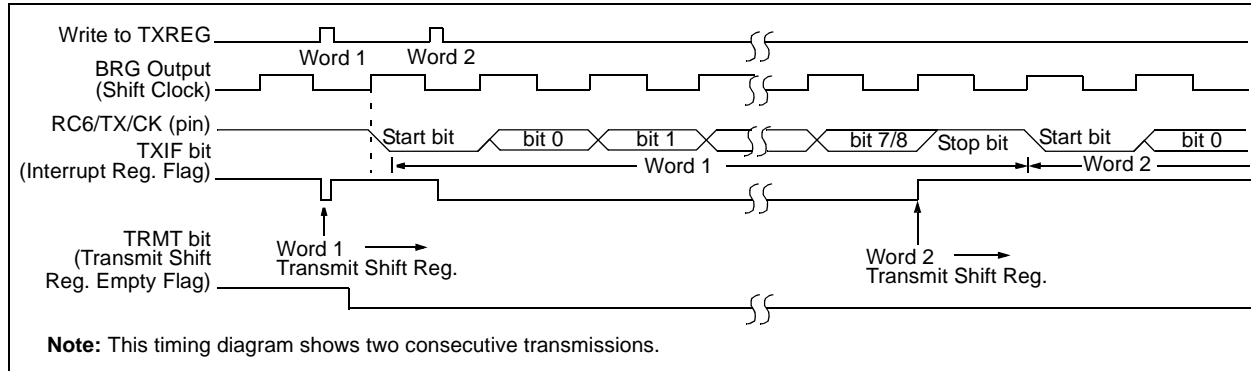 Write to TXREG
Word 1
Word 2
BRG Output
(Shift Clock)
RC6/TX/CK (pin)
Start bit
bit 0
bit 1
bit 7/8
Stop bit
Start bit
bit 0
Word 1
Word 2
TXIF bit
(Interrupt Reg. Flag)
TRMT bit
(Transmit Shift
Reg. Empty Flag)
Word 1
Transmit Shift Reg.
Word 2
Transmit Shift Reg.
Note: This timing diagram shows two consecutive transmissions.